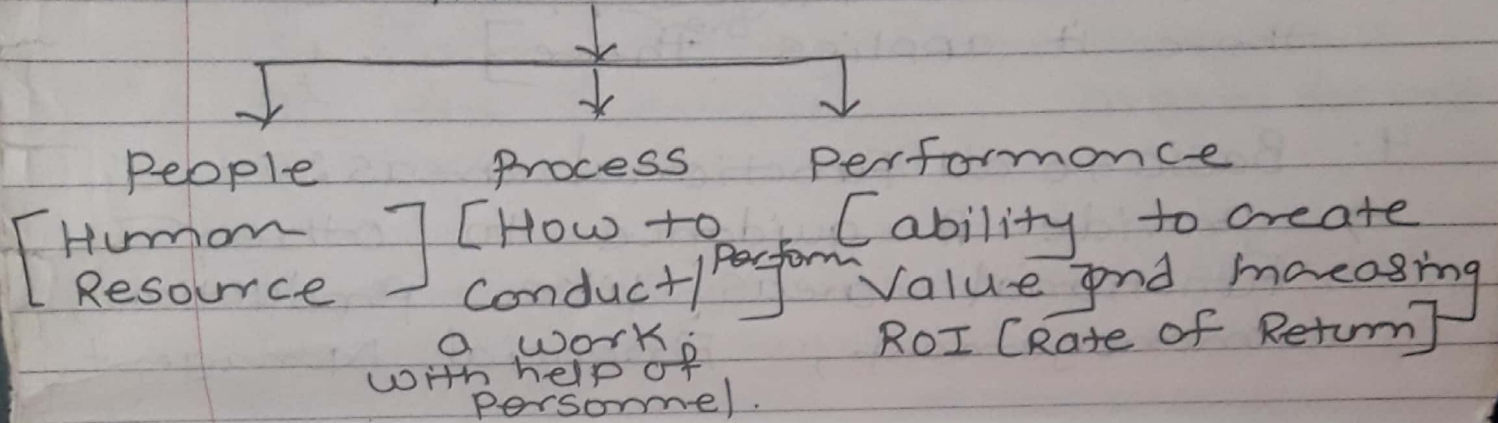 People Process Performance
[Human Resource] [How to conduct/Perform] [ability to create
Value and increasing
a work; ROI [Rate of Return]]
with help of
personnel.